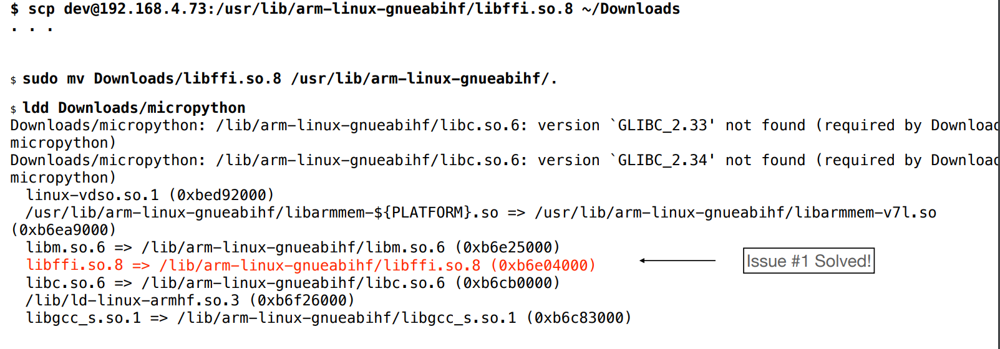 $ scp dev@192.168.4.73:/usr/lib/arm-linux-gnueabihf/libffi.so.8 ~/Downloads
. . .
$ sudo mv Downloads/libffi.so.8 /usr/lib/arm-linux-gnueabihf/.
$ ldd Downloads/micropython
Downloads/micropython: /lib/arm-linux-gnueabihf/libc.so.6: version `GLIBC_2.33' not found (required by Downloa
micropython)
Downloads/micropython: /lib/arm-linux-gnueabihf/libc.so.6: version `GLIBC_2.34' not found (required by Downloa
micropython)
linux-vdso.so.1 (0xbed92000)
/usr/lib/arm-linux-gnueabihf/libarmmem-${PLATFORM}.so => /usr/lib/arm-linux-gnueabihf/libarmmem-v7l.so
(0xb6ea9000)
libm.so.6 => /lib/arm-linux-gnueabihf/libm.so.6 (0xb6e25000)
libffi.so.8 => /lib/arm-linux-gnueabihf/libffi.so.8 (0xb6e04000)
Issue #1 Solved!
libc.so.6 => /lib/arm-linux-gnueabihf/libc.so.6 (0xb6cb0000)
/lib/ld-linux-armhf.so.3 (0xb6f26000)
libgcc_s.so.1 => /lib/arm-linux-gnueabihf/libgcc_s.so.1 (0xb6c83000)